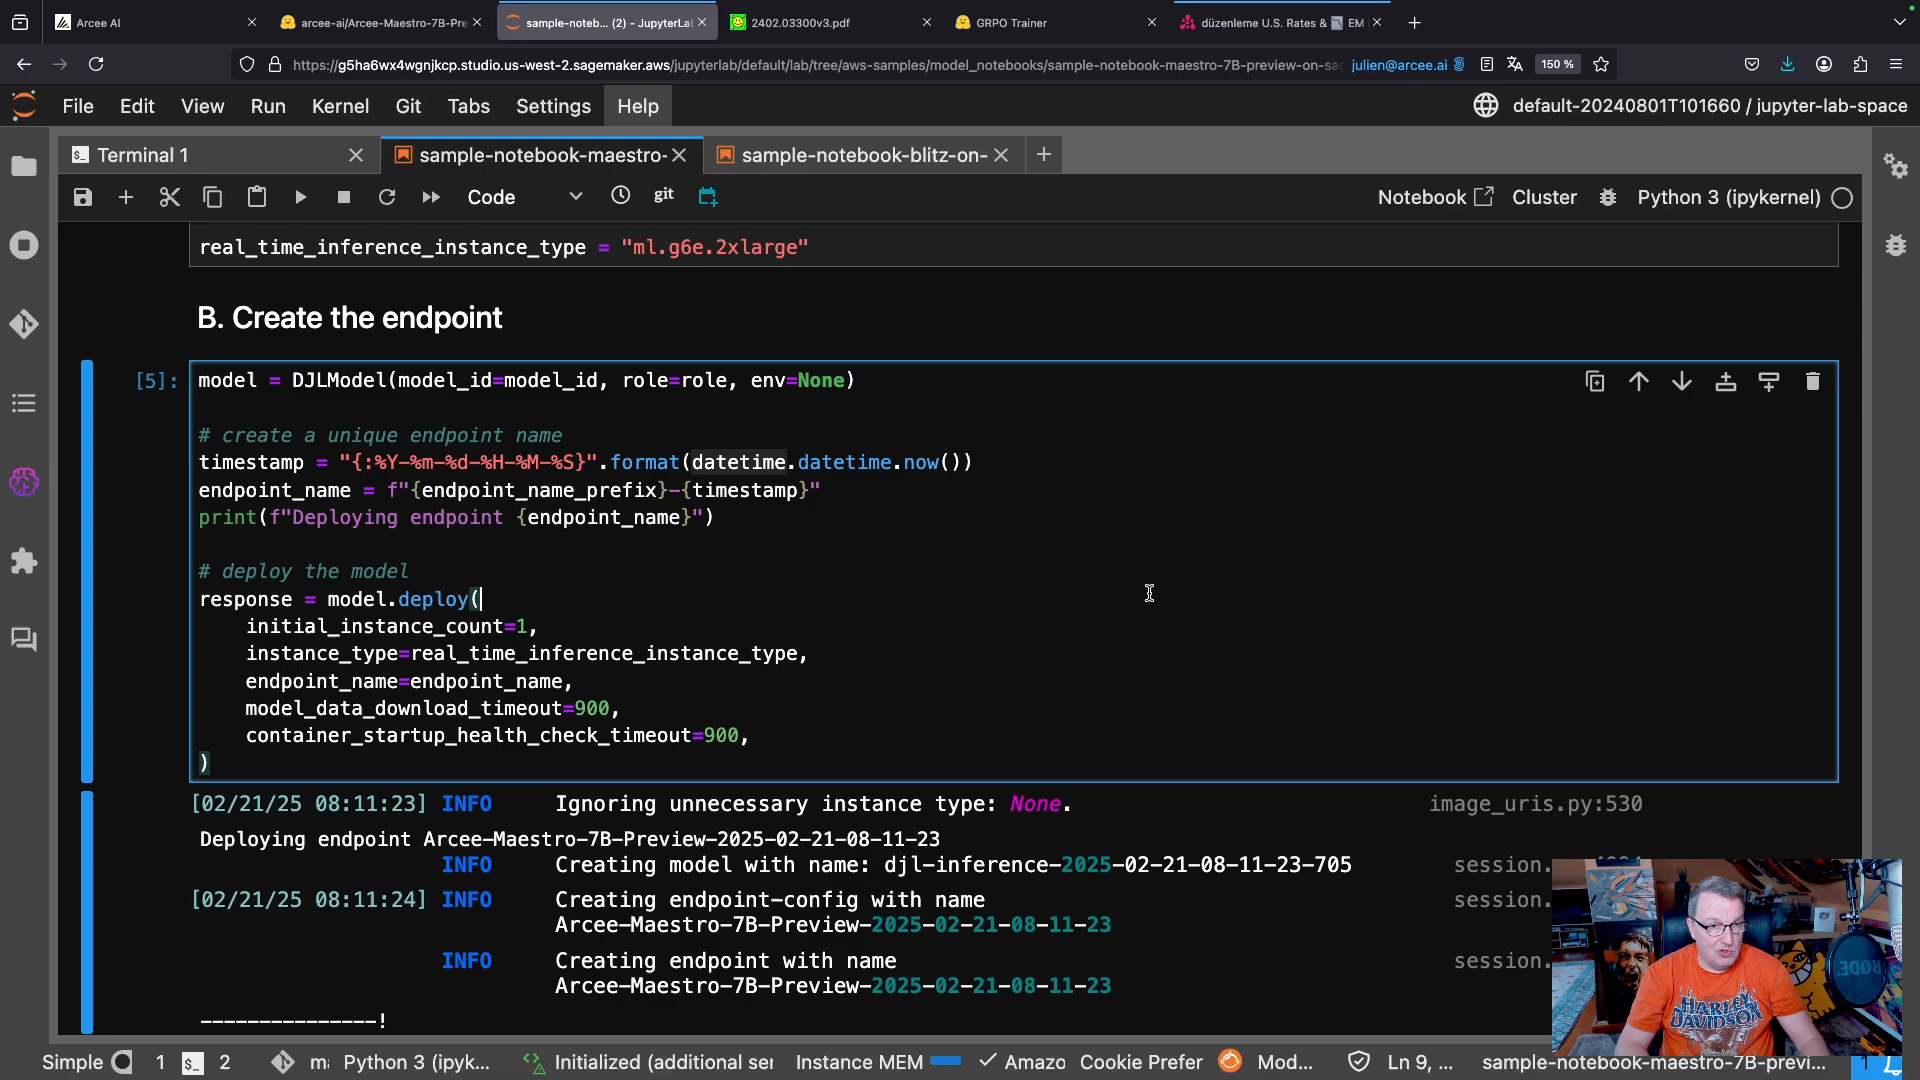 Arcee AI
arcee-ai/Arcee-Maestro-7B-Pre
sample-noteb... (2) - JupyterLa
2402.03300v3.pdf
GRPO Trainer
düzenleme U.S. Rates & EM
https://g5ha6wx4wgnjkcp.studio.us-west-2.sagemaker.aws/jupyterlab/default/lab/tree/aws-samples/model_notebooks/sample-notebook-maestro-7B-preview-on-sag
julien@arcee.ai
150 %
File Edit View Run Kernel Git Tabs Settings Help
default-20240801T101660 / jupyter-lab-space
Terminal 1
sample-notebook-maestro-
sample-notebook-blitz-on-
Code
git
Notebook
Cluster
Python 3 (ipykernel)
real_time_inference_instance_type = "ml.g6e.2xlarge"
B. Create the endpoint
[5]:
model = DJLModel(model_id=model_id, role=role, env=None)
# create a unique endpoint name
timestamp = "{:%Y-%m-%d-%H-%M-%S}".format(datetime.datetime.now())
endpoint_name = f"{endpoint_name_prefix}-{timestamp}"
print(f"Deploying endpoint {endpoint_name}")
# deploy the model
response = model.deploy(
initial_instance_count=1,
instance_type=real_time_inference_instance_type,
endpoint_name=endpoint_name,
model_data_download_timeout=900,
container_startup_health_check_timeout=900,
)
[02/21/25 08:11:23] INFO Ignoring unnecessary instance type: None. image_uris.py:530
Deploying endpoint Arcee-Maestro-7B-Preview-2025-02-21-08-11-23
INFO Creating model with name: djl-inference-2025-02-21-08-11-23-705 session.
[02/21/25 08:11:24] INFO Creating endpoint-config with name session.
Arcee-Maestro-7B-Preview-2025-02-21-08-11-23
INFO Creating endpoint with name session.
Arcee-Maestro-7B-Preview-2025-02-21-08-11-23
---------------!
RØDE
HARLEY
DAVIDSON
Simple 1 2 Python 3 (ipyk... Initialized (additional ser Instance MEM Amazo Cookie Prefer Mod... Ln 9, ... sample-notebook-maestro-7B-previ...